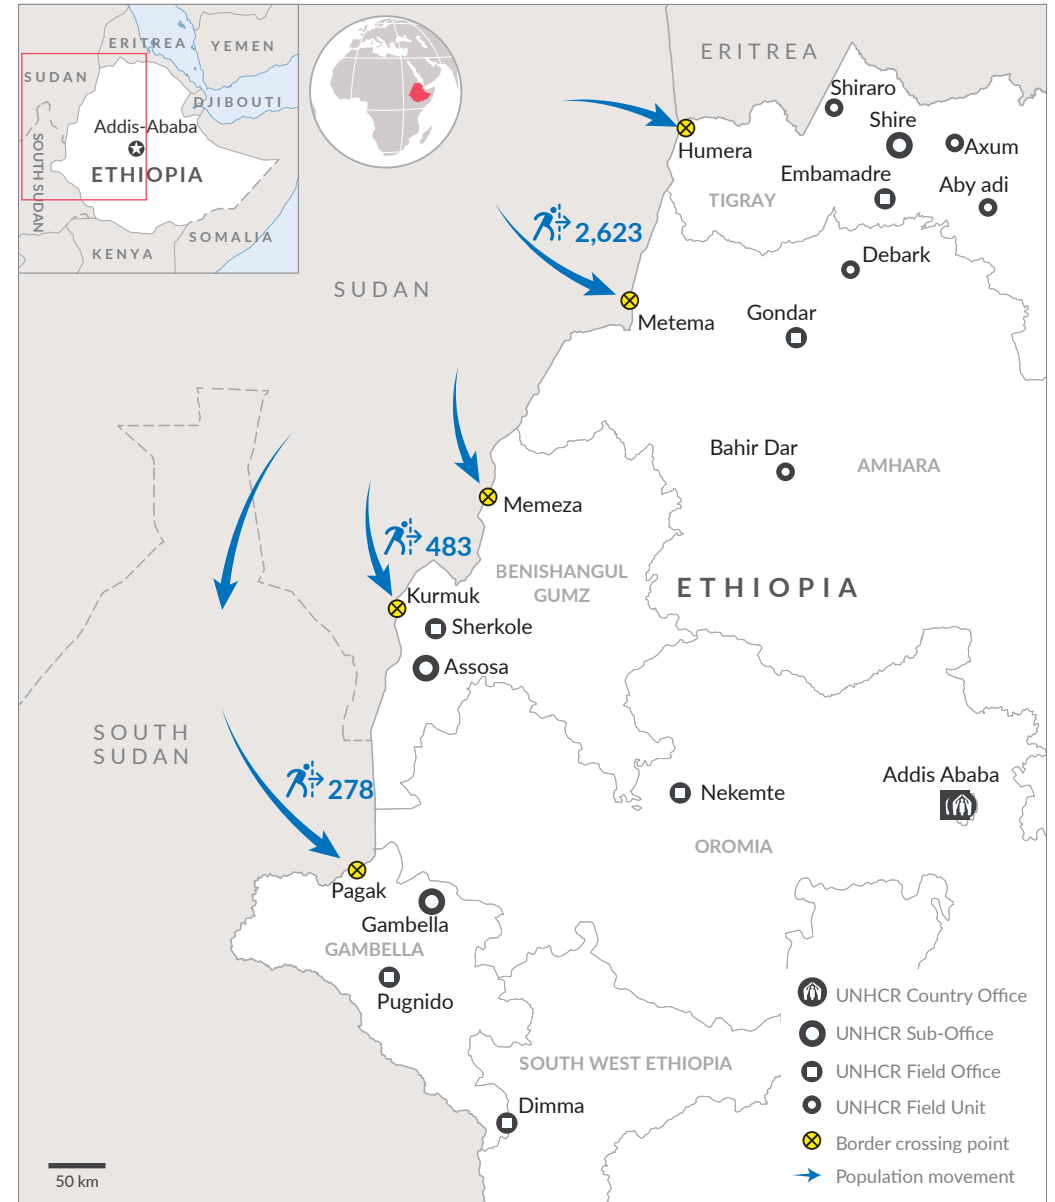 ERITREA
YEMEN
SUDAN
DJIBOUTI
Addis-Ababa
SOUTH SUDAN
ETHIOPIA
SOMALIA
KENYA
ERITREA
Shiraro
Shire
Humera
Axum
Embamadre
Aby adi
TIGRAY
2,623
Debark
SUDAN
Metema
Gondar
Bahir Dar
AMHARA
Memeza
483
BENISHANGUL
GUMZ
ETHIOPIA
Kurmuk
Sherkole
Assosa
SOUTH
SUDAN
278
Addis Ababa
Nekemte
OROMIA
Pagak
Gambella
GAMBELLA
Pugnido
SOUTH WEST ETHIOPIA
Dimma
UNHCR Country Office
UNHCR Sub-Office
UNHCR Field Office
UNHCR Field Unit
Border crossing point
Population movement
50 km